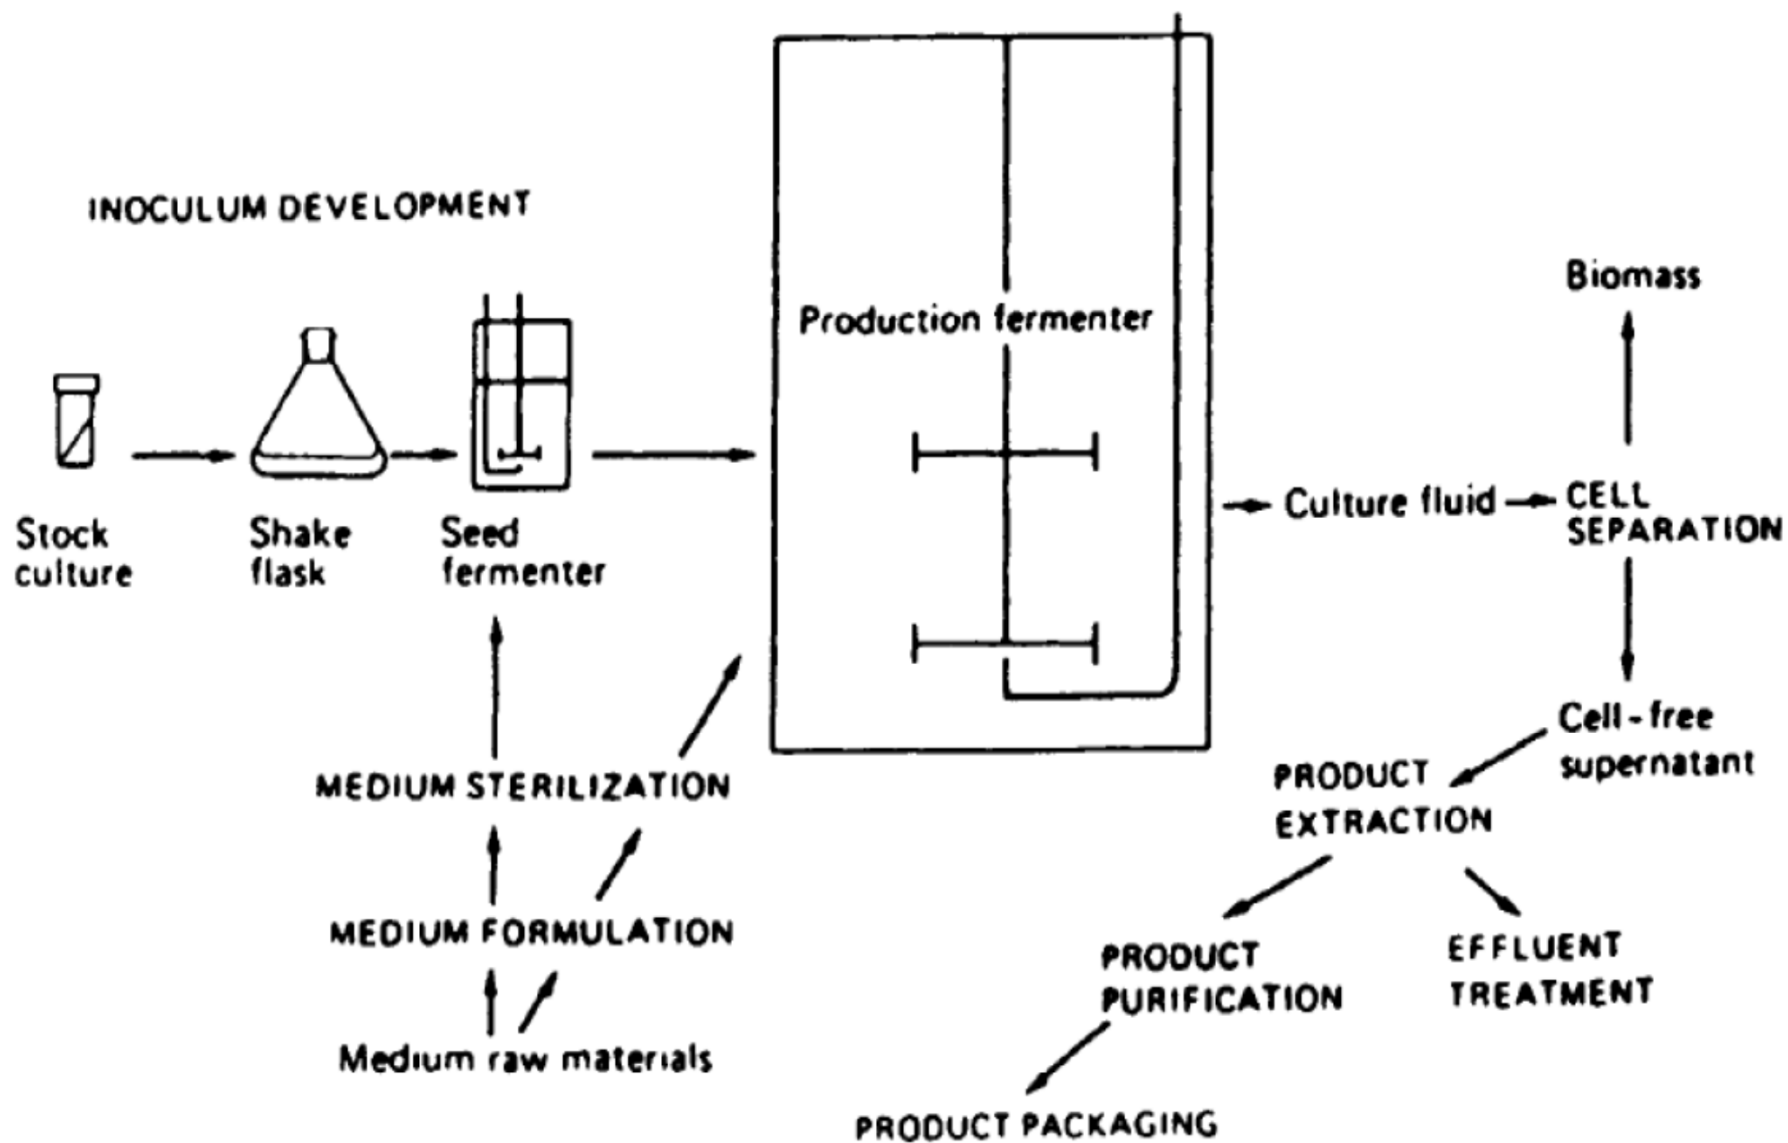 INOCULUM DEVELOPMENT
Stock
culture
Shake
flask
Seed
fermenter
Production fermenter
MEDIUM STERILIZATION
MEDIUM FORMULATION
Medium raw materials
Culture fluid
Biomass
CELL
SEPARATION
Cell-free
supernatant
PRODUCT
EXTRACTION
PRODUCT
PURIFICATION
EFFLUENT
TREATMENT
PRODUCT PACKAGING